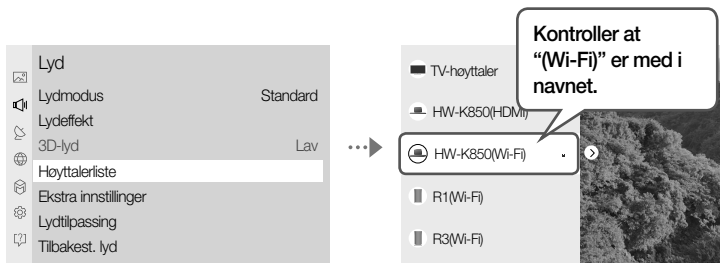 Lyd
Lydmodus Standard
Lydeffekt
3D-lyd Lav
Høyttalerliste
Ekstra innstillinger
Lydtilpassing
Tilbakest. lyd
Kontroller at
“(Wi-Fi)” er med i
navnet.
TV-høyttaler
HW-K850(HDMI)
HW-K850(Wi-Fi)
R1(Wi-Fi)
R3(Wi-Fi)